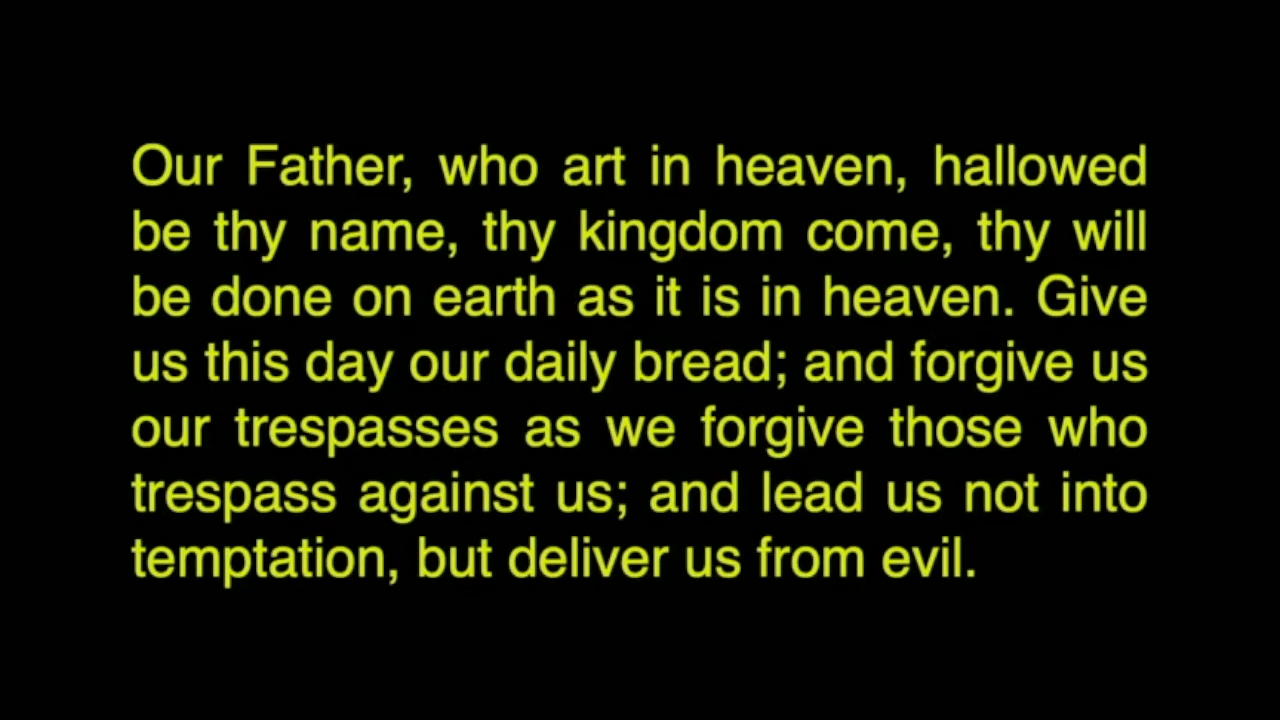 Our Father, who art in heaven, hallowed
be thy name, thy kingdom come, thy will
be done on earth as it is in heaven. Give
us this day our daily bread; and forgive us
our trespasses as we forgive those who
trespass against us; and lead us not into
temptation, but deliver us from evil.